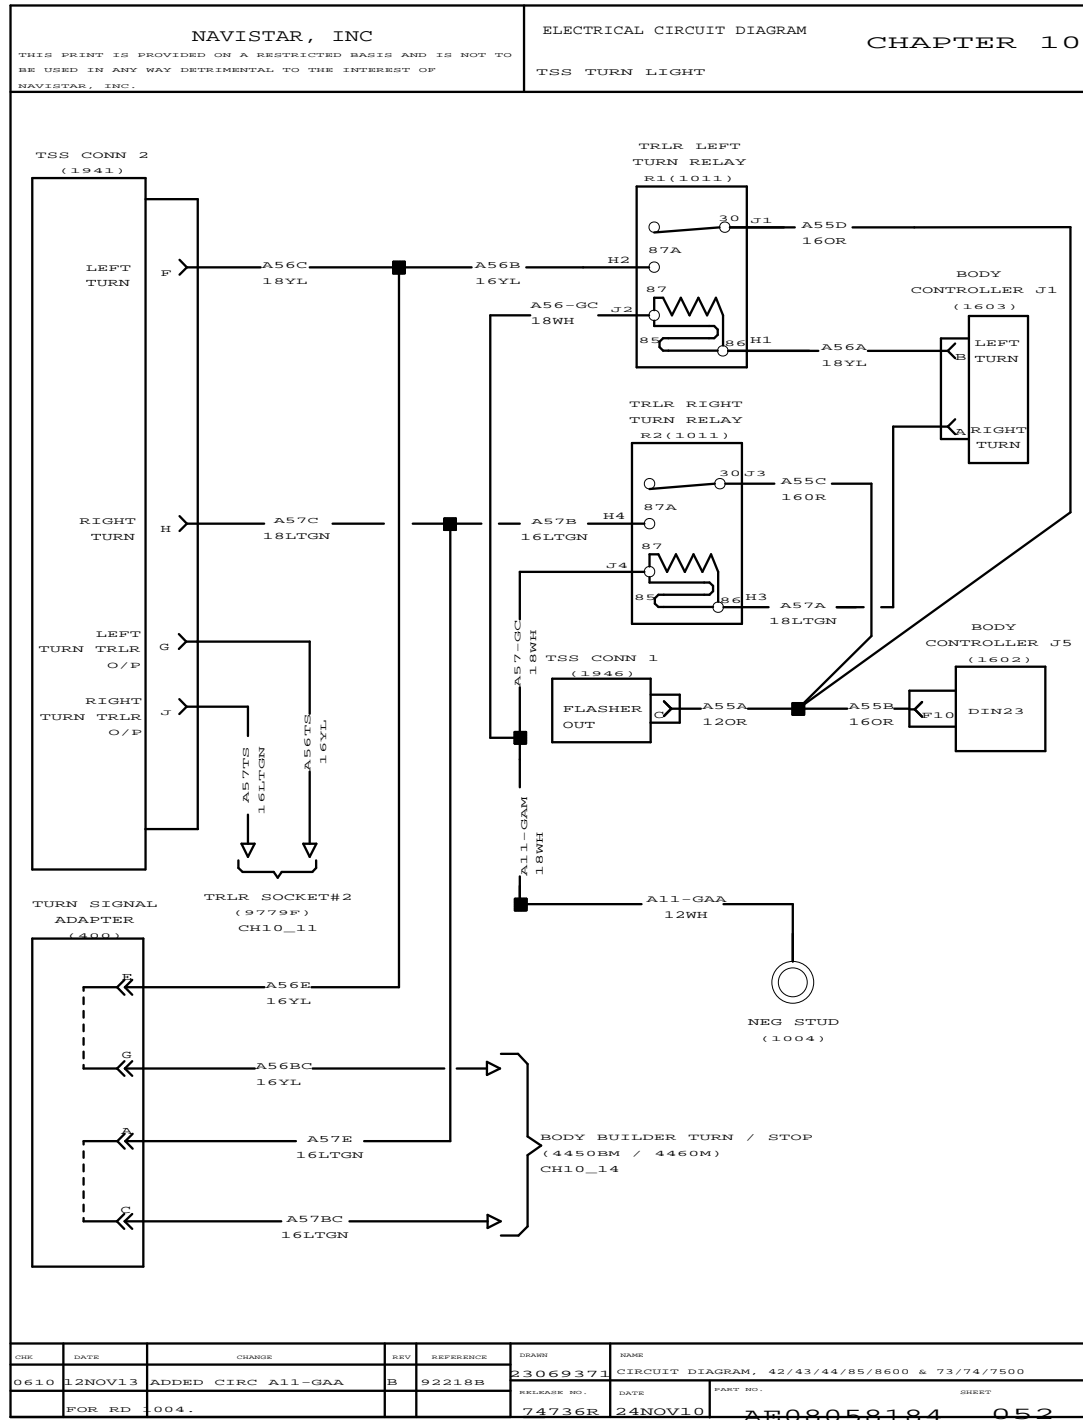 NAVISTAR, INC
THIS PRINT IS PROVIDED ON A RESTRICTED BASIS AND IS NOT TO
BE USED IN ANY WAY DETRIMENTAL TO THE INTEREST OF
NAVISTAR, INC.
ELECTRICAL CIRCUIT DIAGRAM
TSS TURN LIGHT
CHAPTER 10
TSS CONN 2
(1941)
LEFT
TURN
F
A56C
18YL
A56B
16YL
H2
TRLR LEFT
TURN RELAY
R1(1011)
30
J1
87A
87
85
86
H1
A55D
16OR
A56-GC
18WH
J2
A56A
18YL
BODY
CONTROLLER J1
(1603)
B
LEFT
TURN
A
RIGHT
TURN
TRLR RIGHT
TURN RELAY
R2(1011)
30
J3
87A
87
85
86
H3
A55C
16OR
RIGHT
TURN
H
A57C
18LTGN
A57B
16LTGN
H4
J4
A57A
18LTGN
LEFT
TURN TRLR
O/P
G
RIGHT
TURN TRLR
O/P
J
A57TS
16LTGN
A56TS
16YL
A57-GC
18WH
TSS CONN 1
(1946)
FLASHER
OUT
C
A55A
12OR
A55B
16OR
BODY
CONTROLLER J5
(1602)
F10
DIN23
A11-GAM
18WH
TRLR SOCKET#2
(9779F)
CH10_11
A11-GAA
12WH
NEG STUD
(1004)
TURN SIGNAL
ADAPTER
(400)
E
A56E
16YL
G
A56BC
16YL
A
A57E
16LTGN
C
A57BC
16LTGN
BODY BUILDER TURN / STOP
(4450BM / 4460M)
CH10_14
CHK DATE CHANGE REV REFERENCE DRAWN NAME
0610 12NOV13 ADDED CIRC A11-GAA B 92218B 23069371 CIRCUIT DIAGRAM, 42/43/44/85/8600 & 73/74/7500
RELEASE NO. DATE PART NO. SHEET
FOR RD 1004. 74736R 24NOV10 AE08058184 052